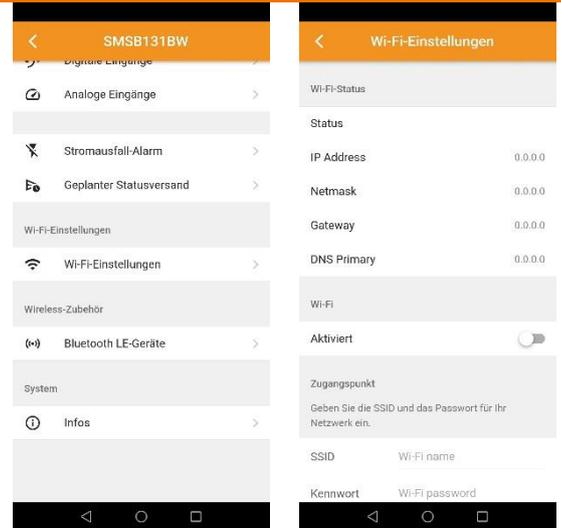 SMSB131BW
Digitale Eingänge
Analoge Eingänge
Stromausfall-Alarm
Geplanter Statusversand
Wi-Fi-Einstellungen
Wi-Fi-Einstellungen
Wireless-Zubehör
Bluetooth LE-Geräte
System
Infos
Wi-Fi-Einstellungen
Wi-Fi-Status
Status
IP Address 0.0.0.0
Netmask 0.0.0.0
Gateway 0.0.0.0
DNS Primary 0.0.0.0
Wi-Fi
Aktiviert
Zugangspunkt
Geben Sie die SSID und das Passwort für Ihr
Netzwerk ein.
SSID Wi-Fi name
Kennwort Wi-Fi password